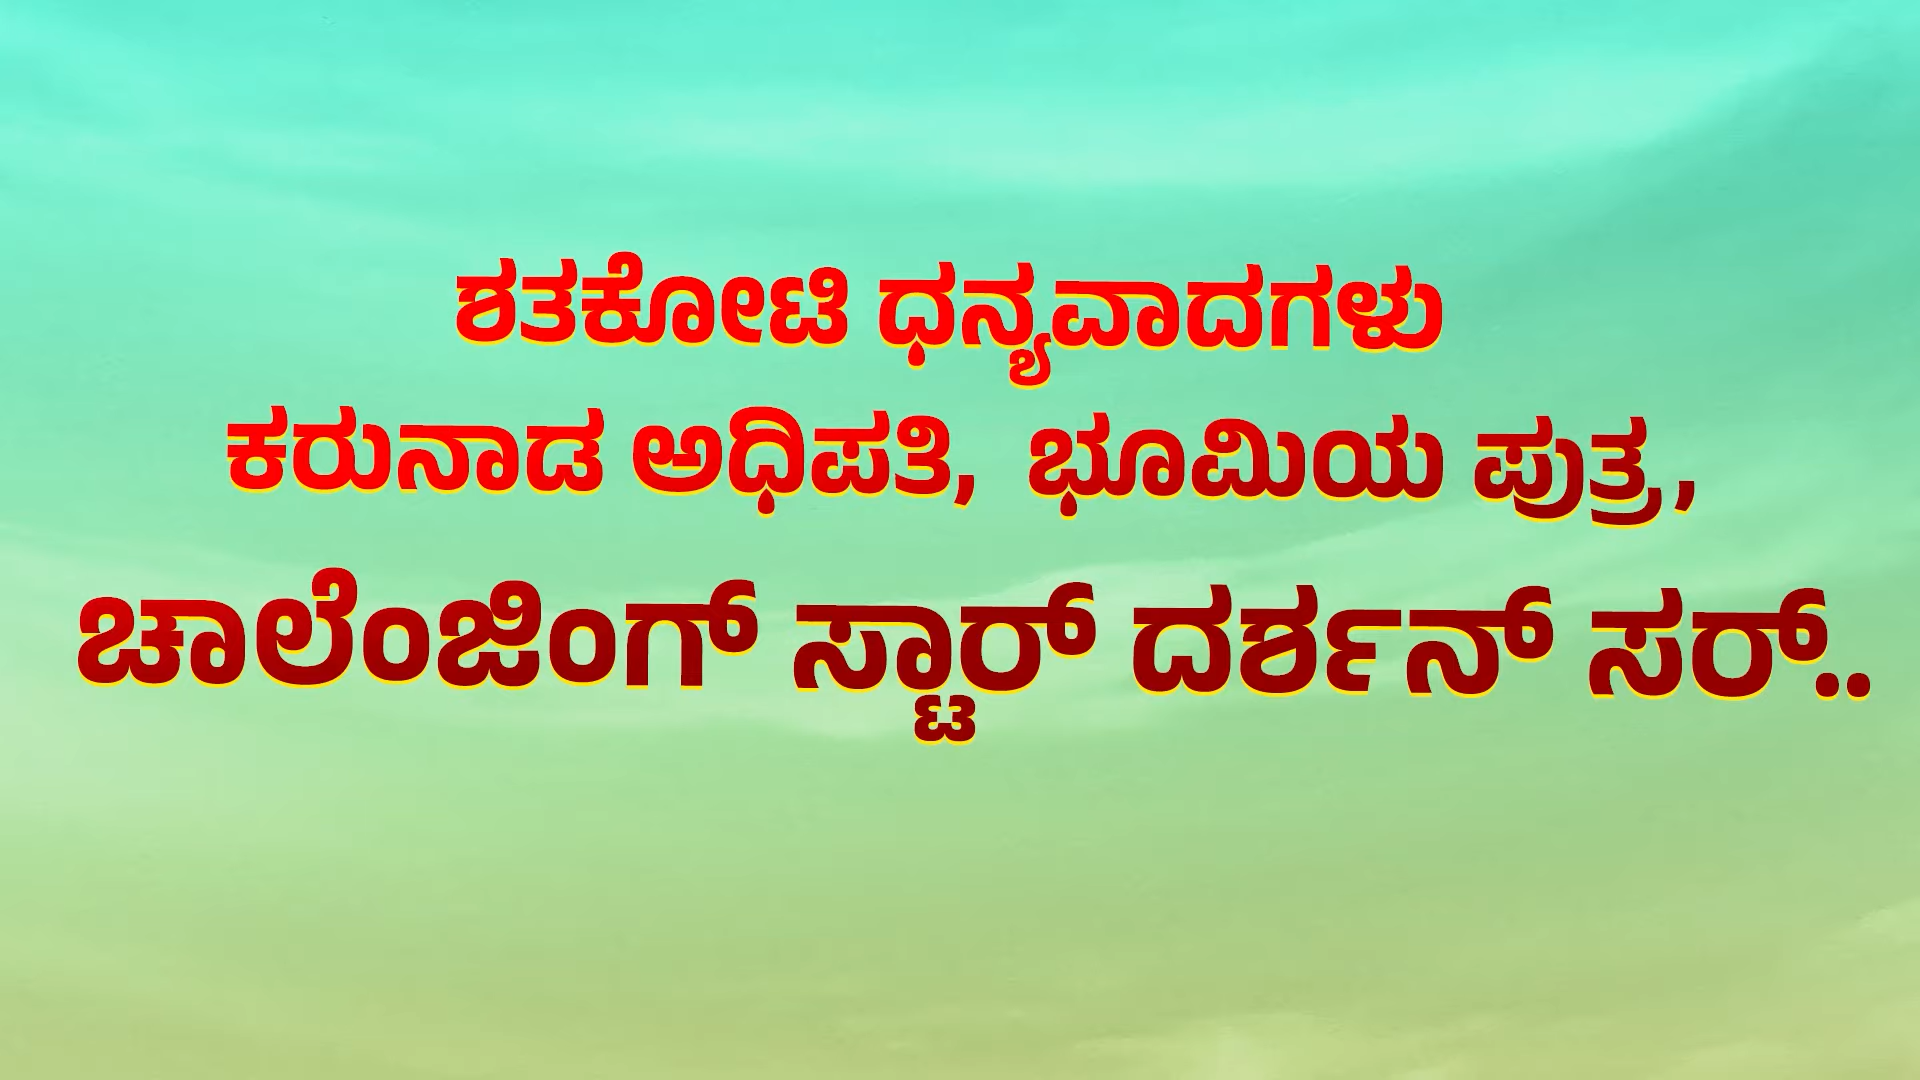 ಶತಕೋಟಿ ಧನ್ಯವಾದಗಳು
ಕರುನಾಡ ಅಧಿಪತಿ, ಭೂಮಿಯ ಪುತ್ರ,
ಚಾಲೆಂಜಿಂಗ್ ಸ್ಟಾರ್ ದರ್ಶನ್ ಸರ್..